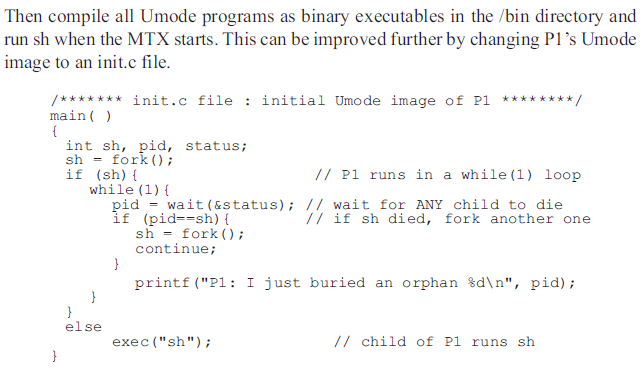 Then compile all Umode programs as binary executables in the /bin directory and
run sh when the MTX starts. This can be improved further by changing P1's Umode
image to an init.c file.
/******* init.c file : initial Umode image of P1 ********/
main( )
{
  int sh, pid, status;
  sh = fork();
  if (sh){                    // P1 runs in a while(1) loop
     while(1){
        pid = wait(&status); // wait for ANY child to die
        if (pid==sh){        // if sh died, fork another one
           sh = fork();
           continue;
        }
           printf("P1: I just buried an orphan %d\n", pid);
     }
  }
  else
        exec("sh");           // child of P1 runs sh
}